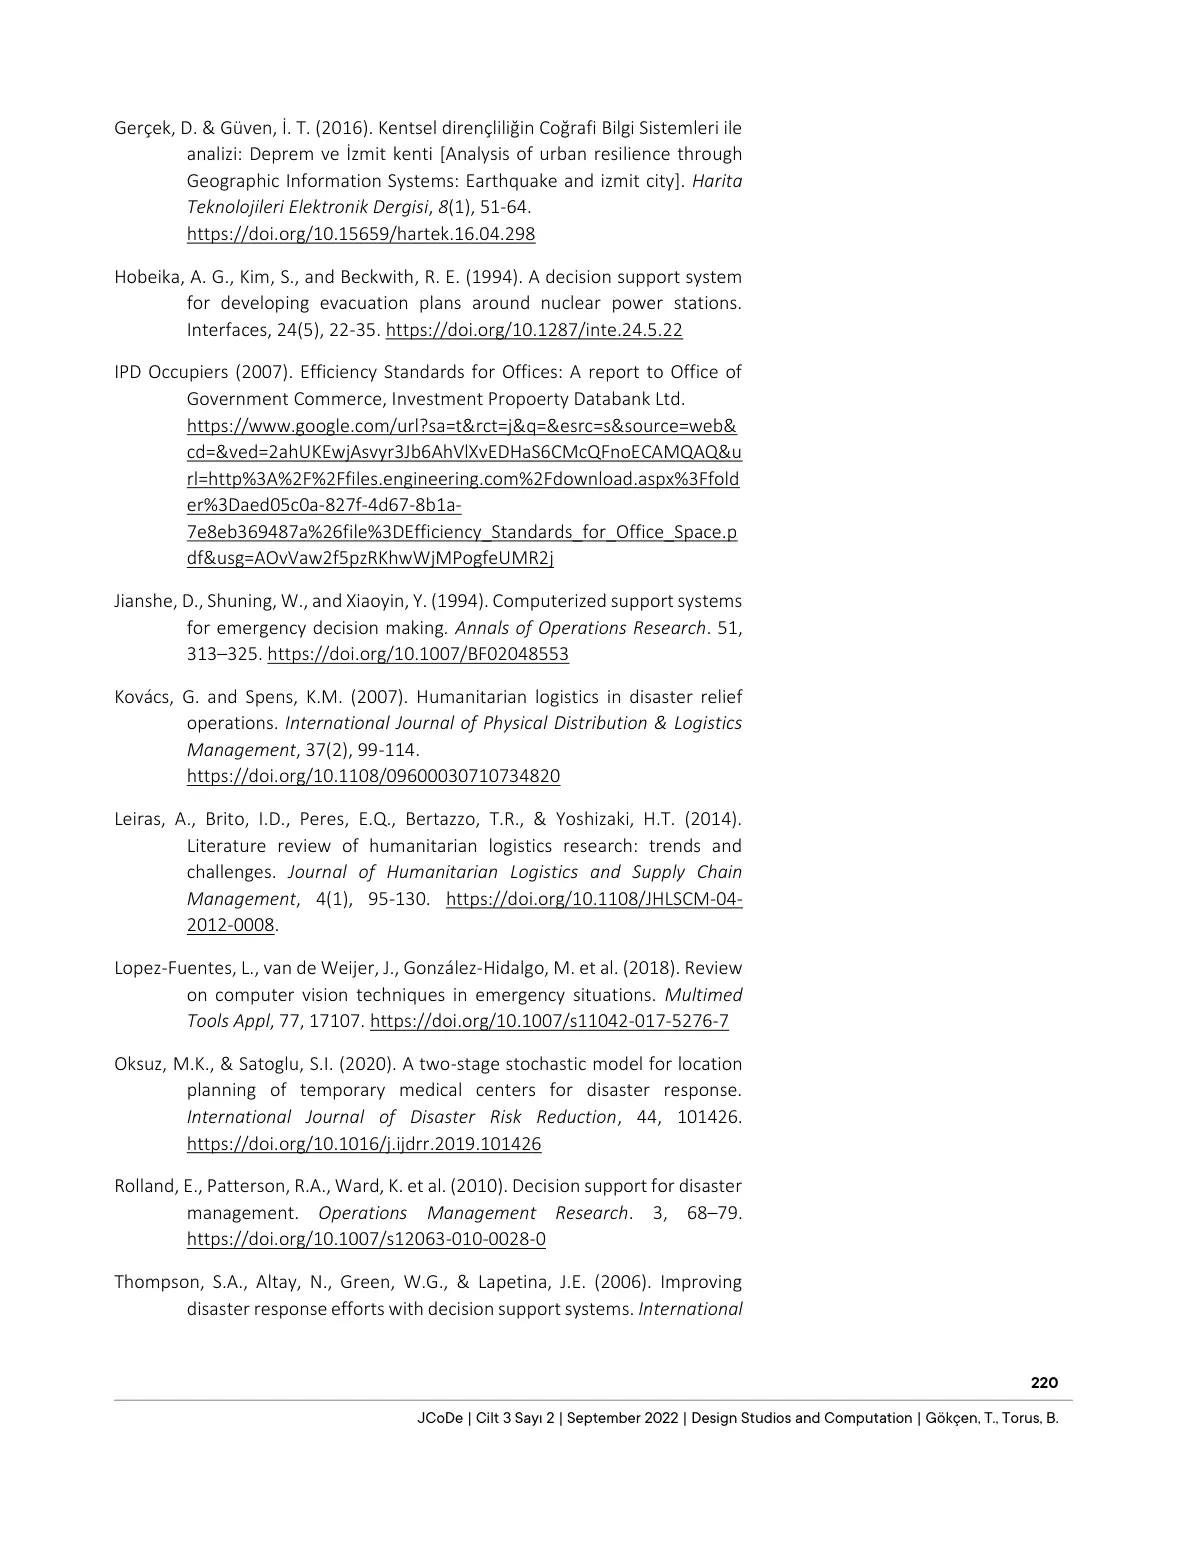 Gerçek, D. & Güven, İ. T. (2016). Kentsel dirençliliğin Coğrafi Bilgi Sistemleri ile
analizi: Deprem ve İzmit kenti [Analysis of urban resilience through
Geographic Information Systems: Earthquake and izmit city]. Harita
Teknolojileri Elektronik Dergisi, 8(1), 51-64.
https://doi.org/10.15659/hartek.16.04.298
Hobeika, A. G., Kim, S., and Beckwith, R. E. (1994). A decision support system
for developing evacuation plans around nuclear power stations.
Interfaces, 24(5), 22-35. https://doi.org/10.1287/inte.24.5.22
IPD Occupiers (2007). Efficiency Standards for Offices: A report to Office of
Government Commerce, Investment Propoerty Databank Ltd.
https://www.google.com/url?sa=t&rct=j&q=&esrc=s&source=web&
cd=&ved=2ahUKEwjAsvyr3Jb6AhVlXvEDHaS6CMcQFnoECAMQAQ&u
rl=http%3A%2F%2Ffiles.engineering.com%2Fdownload.aspx%3Ffold
er%3Daed05c0a-827f-4d67-8b1a-
7e8eb369487a%26file%3DEfficiency_Standards_for_Office_Space.p
df&usg=AOvVaw2f5pzRKhwWjMPogfeUMR2j
Jianshe, D., Shuning, W., and Xiaoyin, Y. (1994). Computerized support systems
for emergency decision making. Annals of Operations Research. 51,
313–325. https://doi.org/10.1007/BF02048553
Kovács, G. and Spens, K.M. (2007). Humanitarian logistics in disaster relief
operations. International Journal of Physical Distribution & Logistics
Management, 37(2), 99-114.
https://doi.org/10.1108/09600030710734820
Leiras, A., Brito, I.D., Peres, E.Q., Bertazzo, T.R., & Yoshizaki, H.T. (2014).
Literature review of humanitarian logistics research: trends and
challenges. Journal of Humanitarian Logistics and Supply Chain
Management, 4(1), 95-130. https://doi.org/10.1108/JHLSCM-04-
2012-0008.
Lopez-Fuentes, L., van de Weijer, J., González-Hidalgo, M. et al. (2018). Review
on computer vision techniques in emergency situations. Multimed
Tools Appl, 77, 17107. https://doi.org/10.1007/s11042-017-5276-7
Oksuz, M.K., & Satoglu, S.I. (2020). A two-stage stochastic model for location
planning of temporary medical centers for disaster response.
International Journal of Disaster Risk Reduction, 44, 101426.
https://doi.org/10.1016/j.ijdrr.2019.101426
Rolland, E., Patterson, R.A., Ward, K. et al. (2010). Decision support for disaster
management. Operations Management Research. 3, 68–79.
https://doi.org/10.1007/s12063-010-0028-0
Thompson, S.A., Altay, N., Green, W.G., & Lapetina, J.E. (2006). Improving
disaster response efforts with decision support systems. International
220
JCoDe | Cilt 3 Sayı 2 | September 2022 | Design Studios and Computation | Gökçen, T., Torus, B.